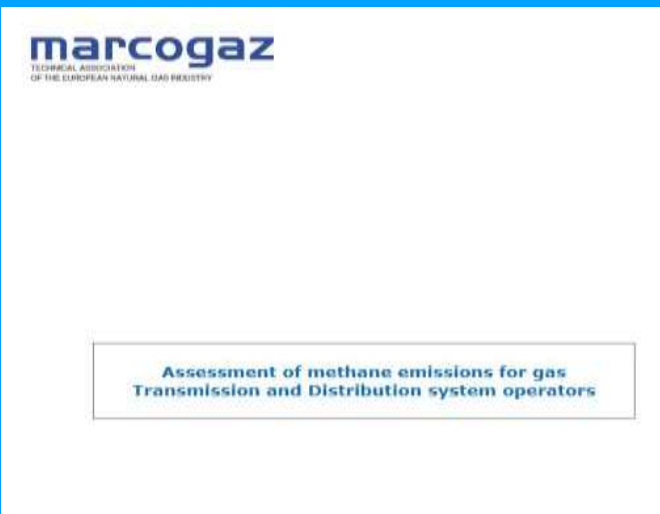 marcogaz
TECHNICAL ASSOCIATION
OF THE EUROPEAN NATURAL GAS INDUSTRY
Assessment of methane emissions for gas
Transmission and Distribution system operators